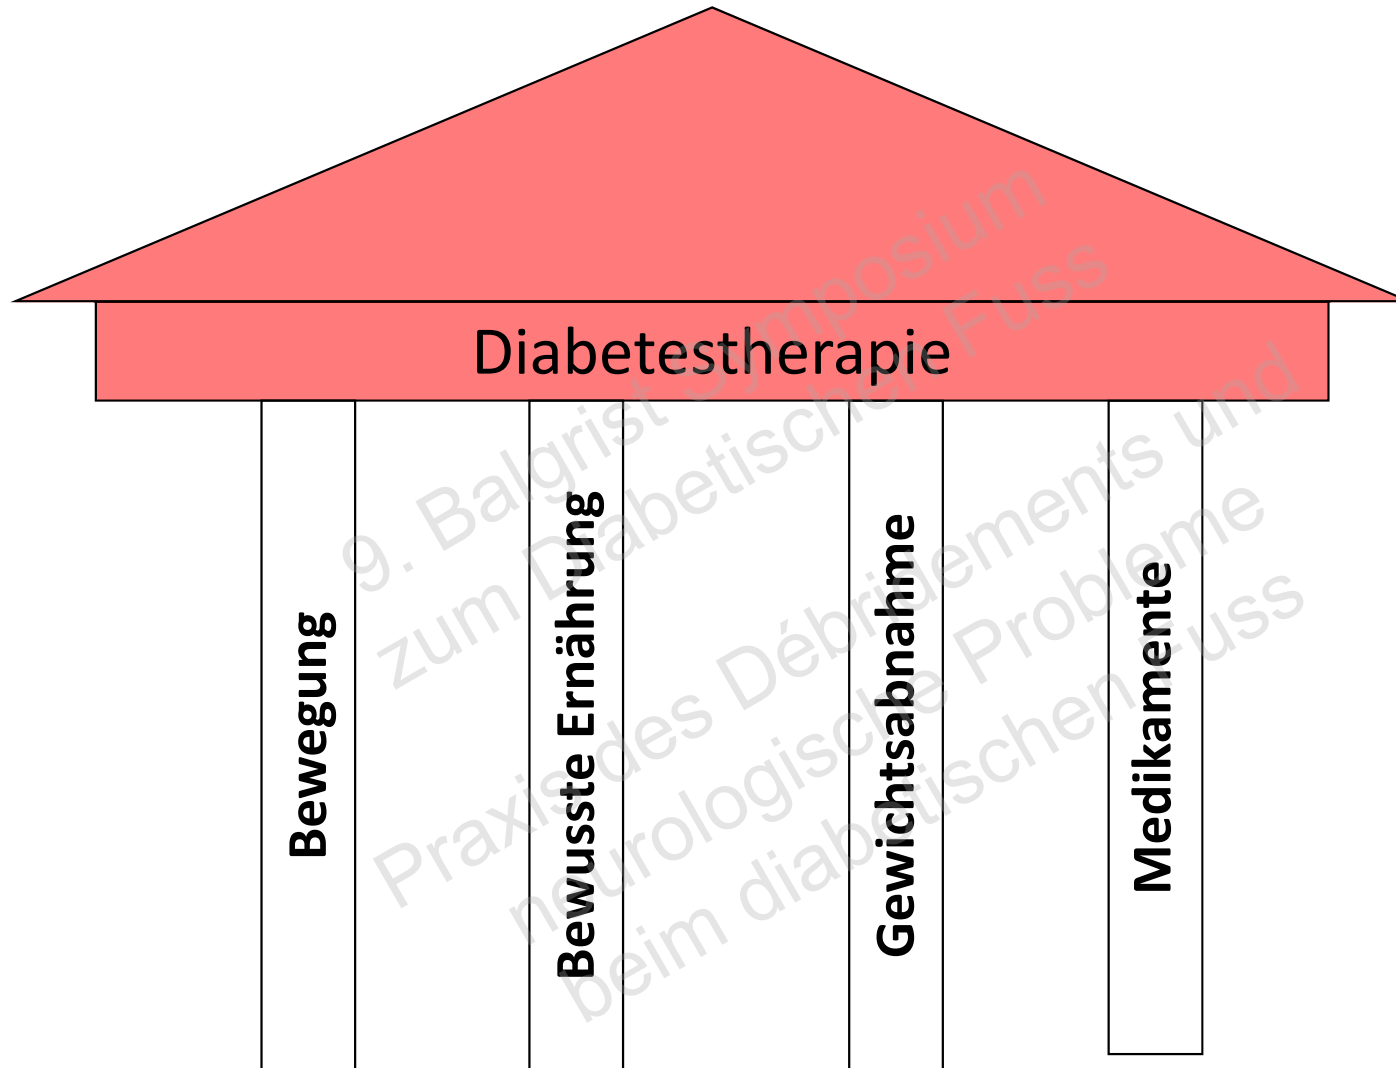 Diabetestherapie
Bewegung
Bewusste Ernährung
Gewichtsabnahme
Medikamente
9. Balgrist Symposium
zum Diabetischen Fuss
Praxis des Débridements und
neurologische Probleme
beim diabetischen Fuss